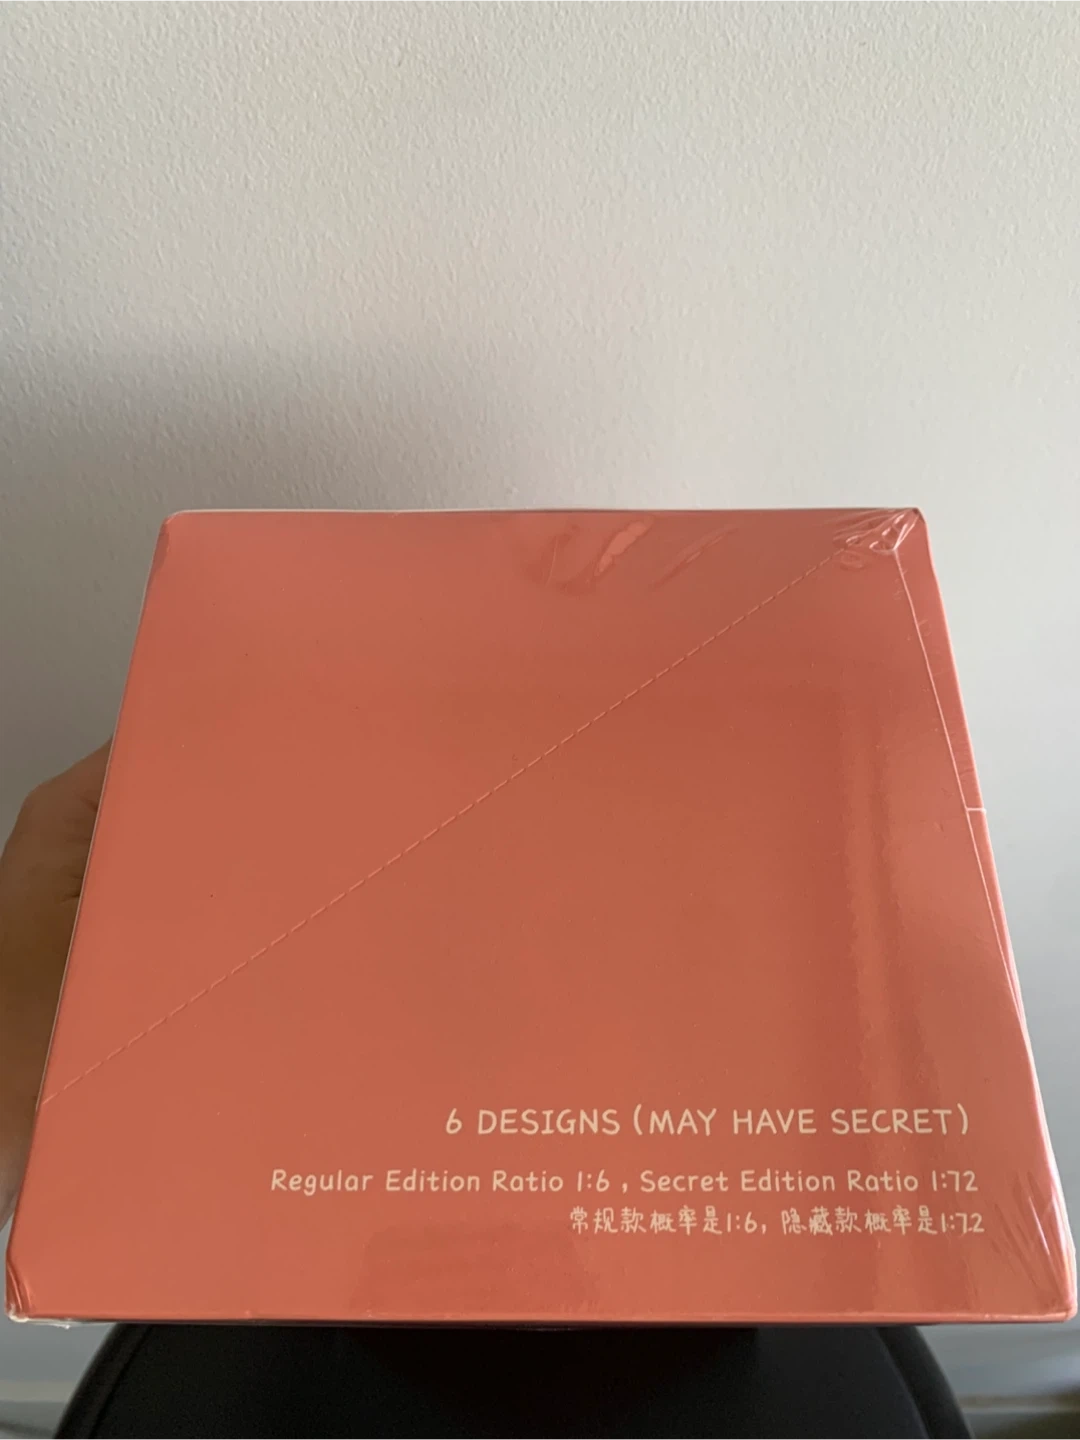 6 DESIGNS (MAY HAVE SECRET)
Regular Edition Ratio 1:6 , Secret Edition Ratio 1:72
常规款概率是1:6, 隐藏款概率是1:72